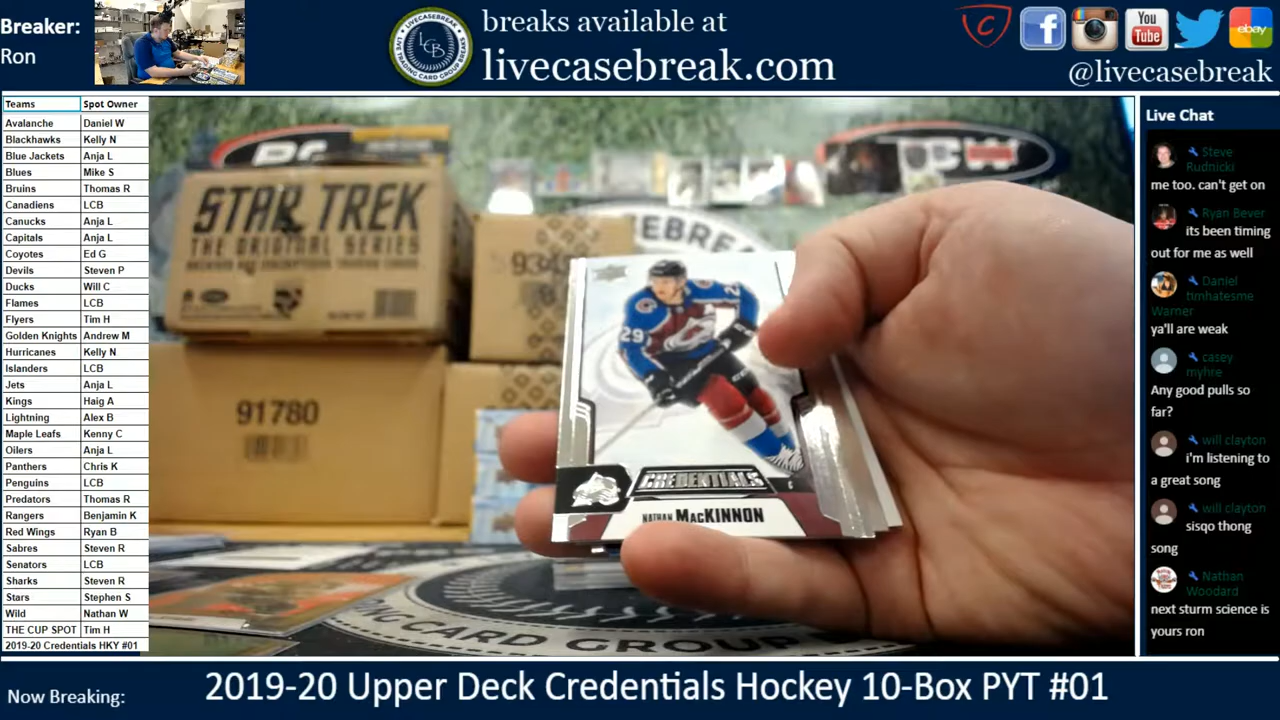 Breaker:
Ron
LCB
breaks available at
livecasebreak.com
You
Tube
ebay
@livecasebreak
Teams Spot Owner
Avalanche Daniel W
Blackhawks Kelly N
Blue Jackets Anja L
Blues Mike S
Bruins Thomas R
Canadiens LCB
Canucks Anja L
Capitals Anja L
Coyotes Ed G
Devils Steven P
Ducks Will C
Flames LCB
Flyers Tim H
Golden Knights Andrew M
Hurricanes Kelly N
Islanders LCB
Jets Anja L
Kings Haig A
Lightning Alex B
Maple Leafs Kenny C
Oilers Anja L
Panthers Chris K
Penguins LCB
Predators Thomas R
Rangers Benjamin K
Red Wings Ryan B
Sabres Steven R
Senators LCB
Sharks Steven R
Stars Stephen S
Wild Nathan W
THE CUP SPOT Tim H
2019-20 Credentials HKY #01
STAR TREK
THE ORIGINAL SERIES
91780
934
EBREA
29
CREDENTIALS
C
NATHAN MACKINNON
CARD GROUP
Live Chat
Steve
Rudnicki
me too. can't get on
Ryan Bever
its been timing
out for me as well
Daniel
timhatesme
Warner
ya'll are weak
casey
myhre
Any good pulls so
far?
will clayton
i'm listening to
a great song
will clayton
sisqo thong
song
Nathan
Woodard
next sturm science is
yours ron
Now Breaking:
2019-20 Upper Deck Credentials Hockey 10-Box PYT #01